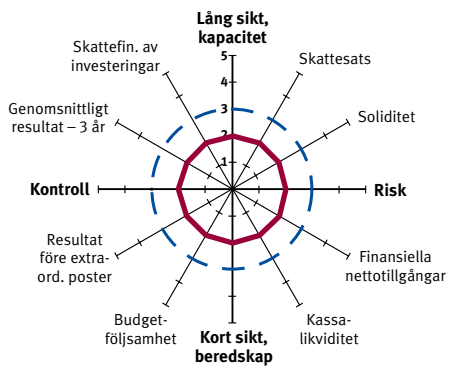 Lång sikt,
kapacitet
Skattefin. av
investeringar
Skattesats
Genomsnittligt
resultat – 3 år
Soliditet
5
4
3
2
1
Kontroll
Risk
Resultat
före extra-
ord. poster
Finansiella
nettotillgångar
Budget-
följsamhet
Kassa-
likviditet
Kort sikt,
beredskap